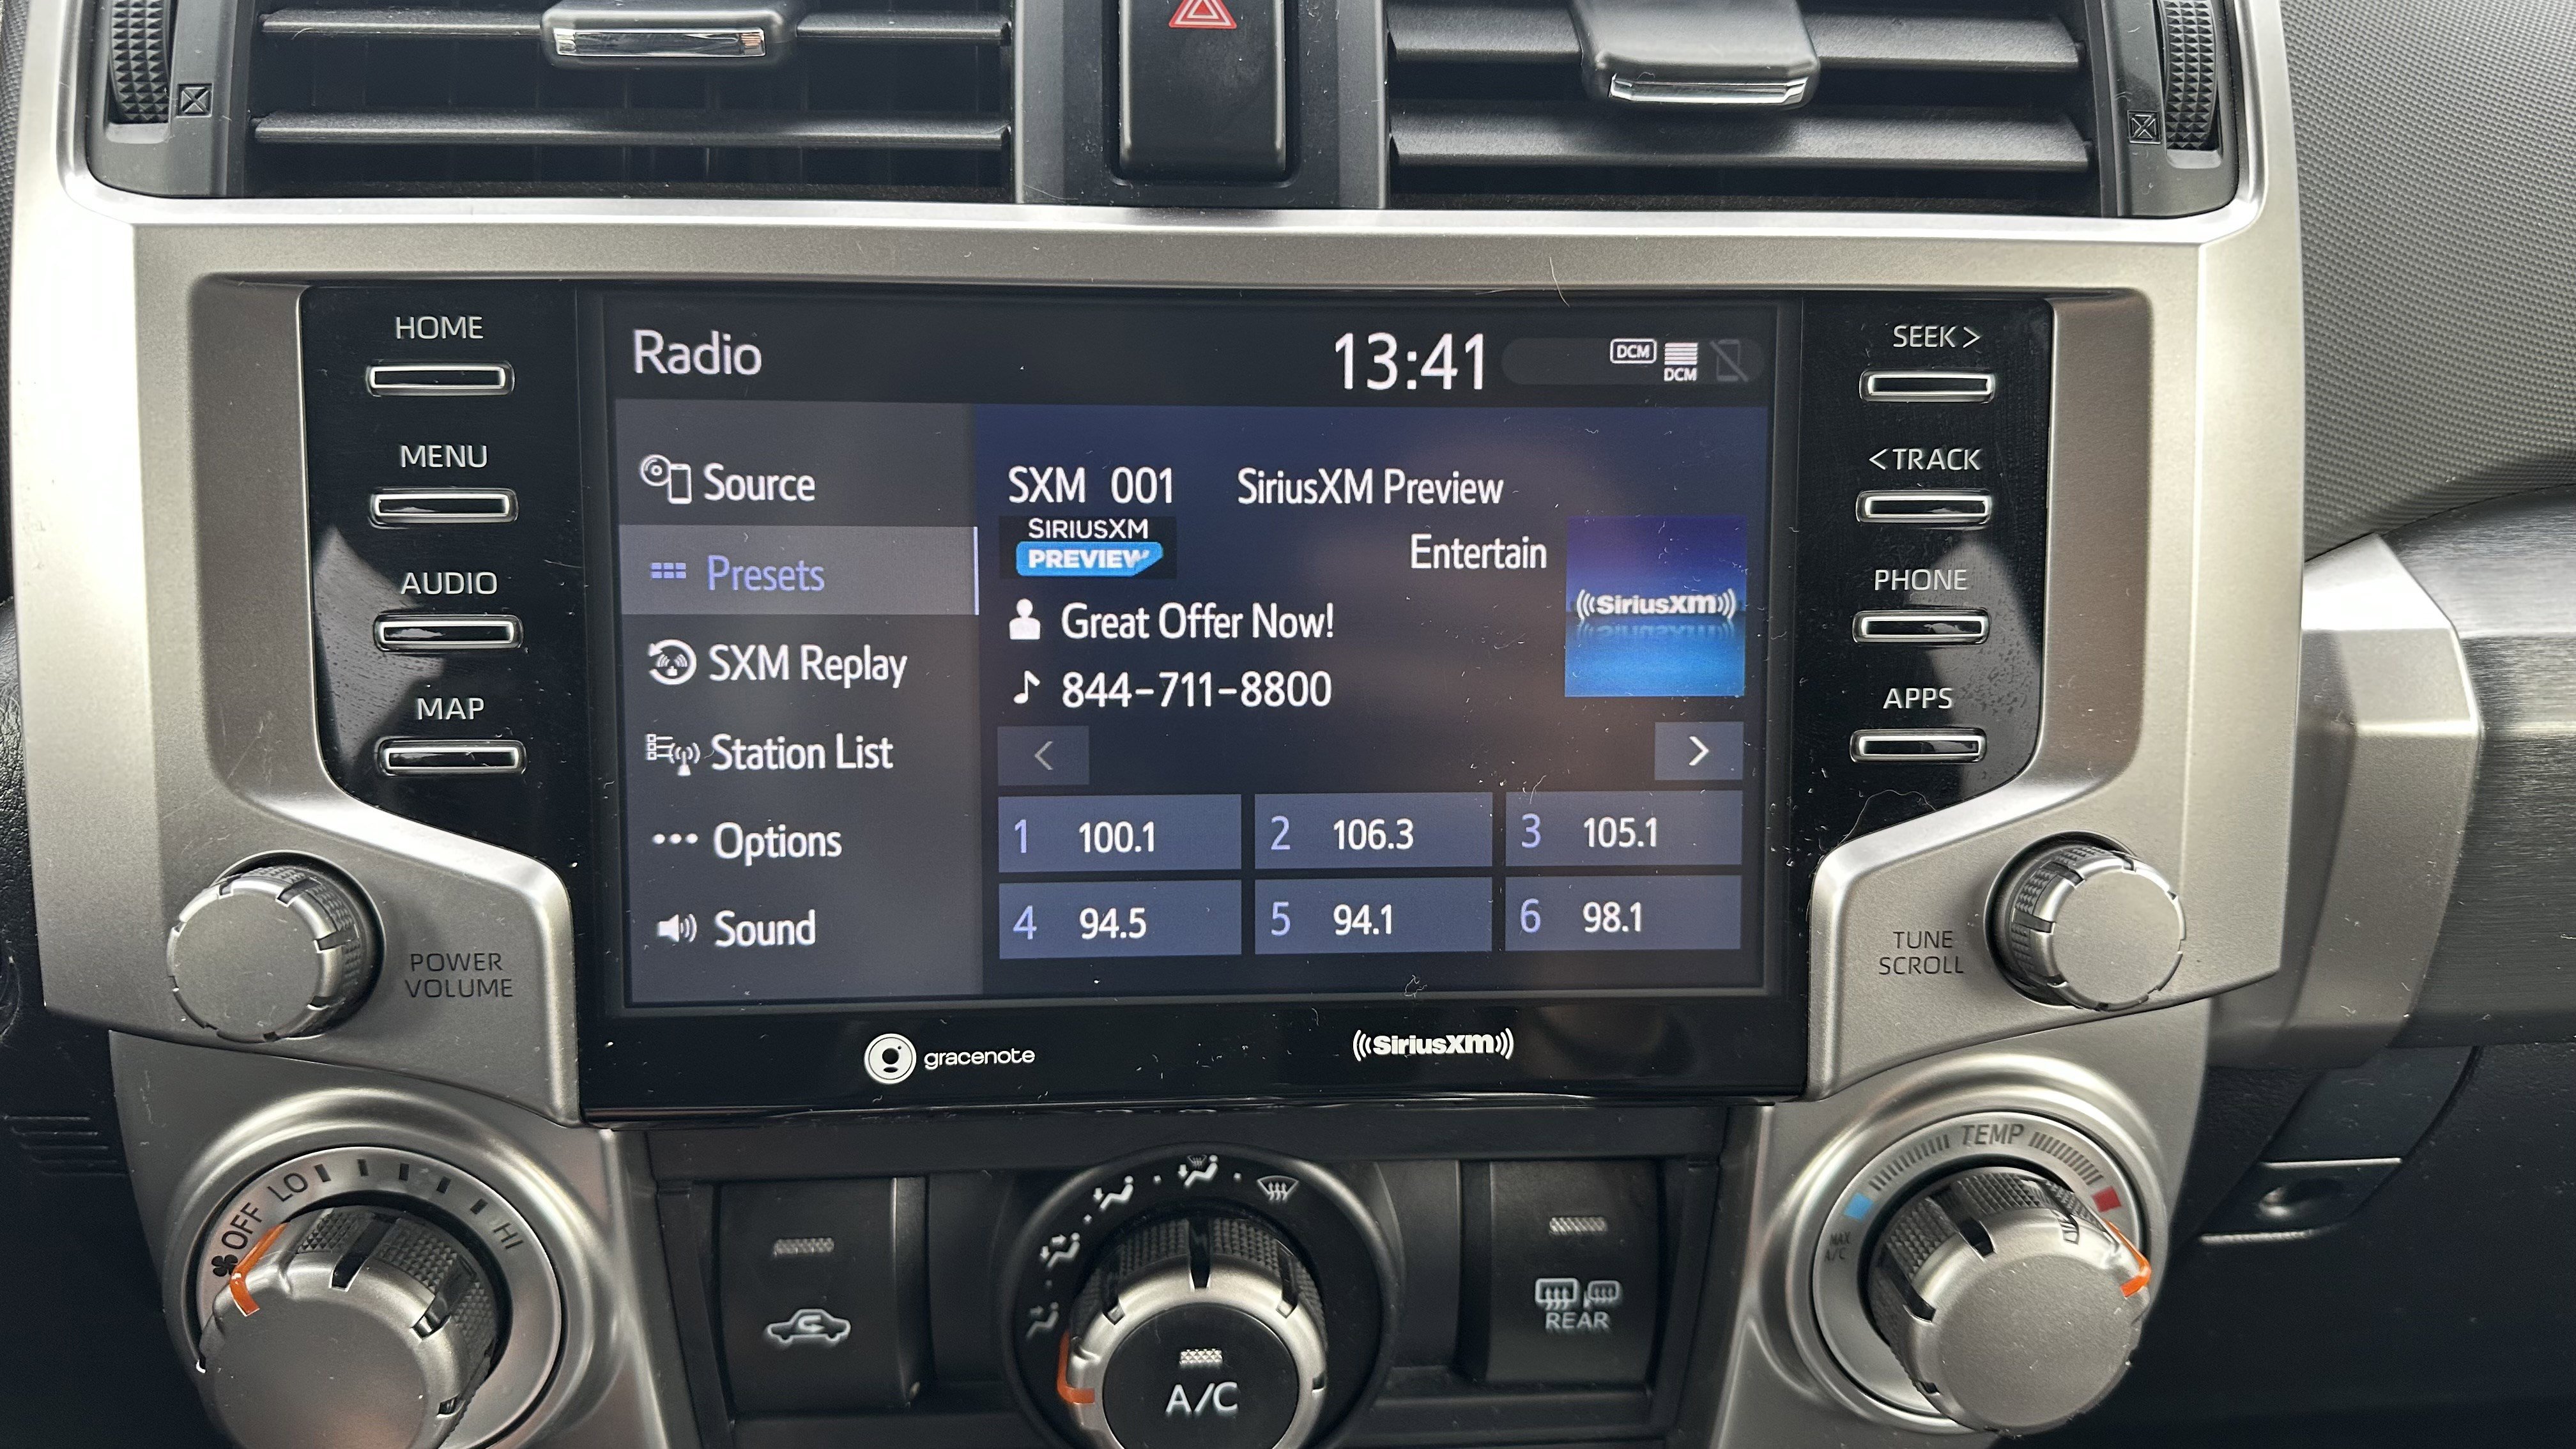 HOME
MENU
AUDIO
MAP
POWER
VOLUME
Radio
13:41
DCM
DCM
Source
Presets
SXM Replay
Station List
Options
Sound
SXM 001 SiriusXM Preview
SIRIUSXM
PREVIEW
Entertain
((SiriusXM))
Great Offer Now!
844-711-8800
<
>
1 100.1
2 106.3
3 105.1
4 94.5
5 94.1
6 98.1
SEEK >
< TRACK
PHONE
APPS
TUNE
SCROLL
gracenote
((SiriusXM))
OFF LO HI
A/C
REAR
TEMP
MAX
A/C